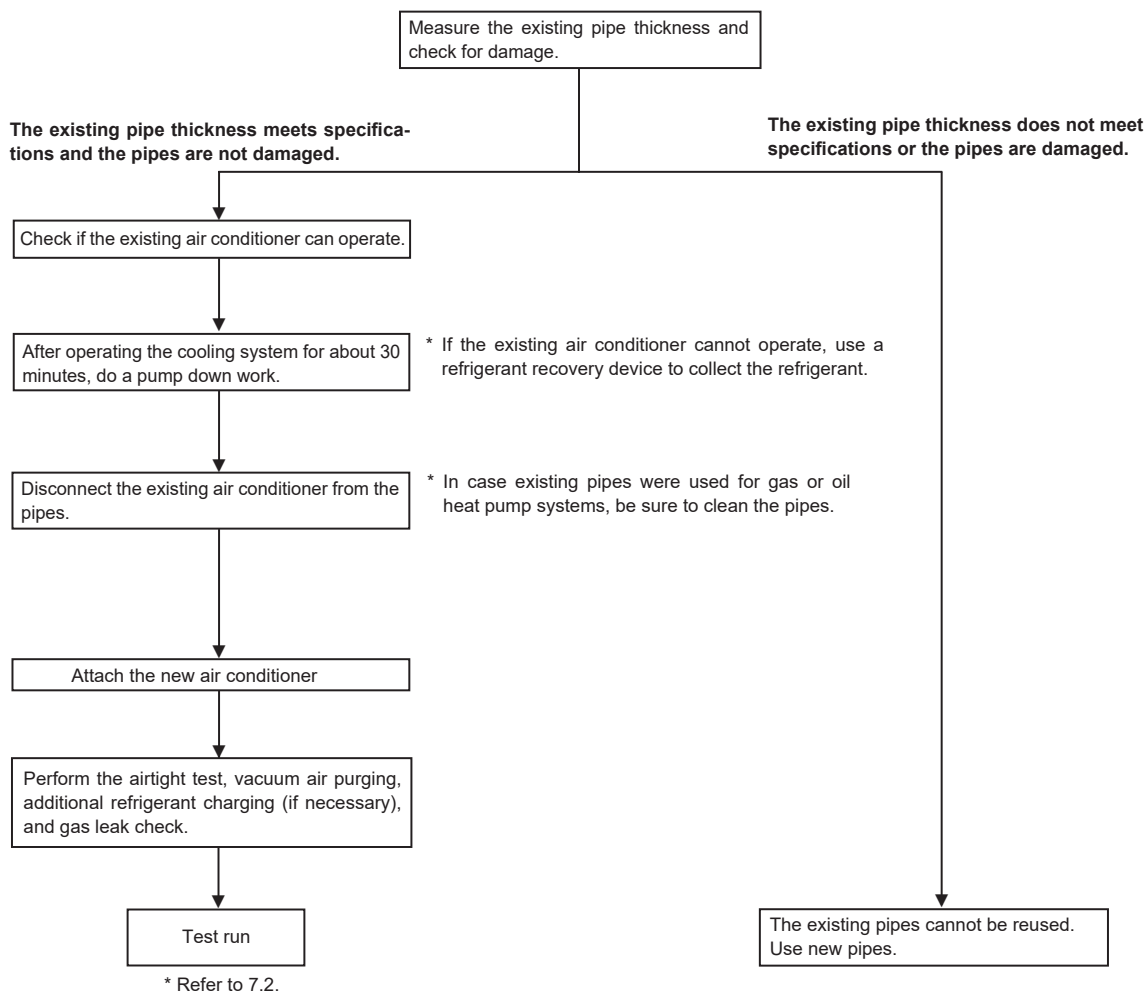 Measure the existing pipe thickness and
check for damage.
The existing pipe thickness meets specifica-
tions and the pipes are not damaged.
The existing pipe thickness does not meet
specifications or the pipes are damaged.
Check if the existing air conditioner can operate.
After operating the cooling system for about 30
minutes, do a pump down work.
* If the existing air conditioner cannot operate, use a
refrigerant recovery device to collect the refrigerant.
Disconnect the existing air conditioner from the
pipes.
* In case existing pipes were used for gas or oil
heat pump systems, be sure to clean the pipes.
Attach the new air conditioner
Perform the airtight test, vacuum air purging,
additional refrigerant charging (if necessary),
and gas leak check.
Test run
* Refer to 7.2.
The existing pipes cannot be reused.
Use new pipes.